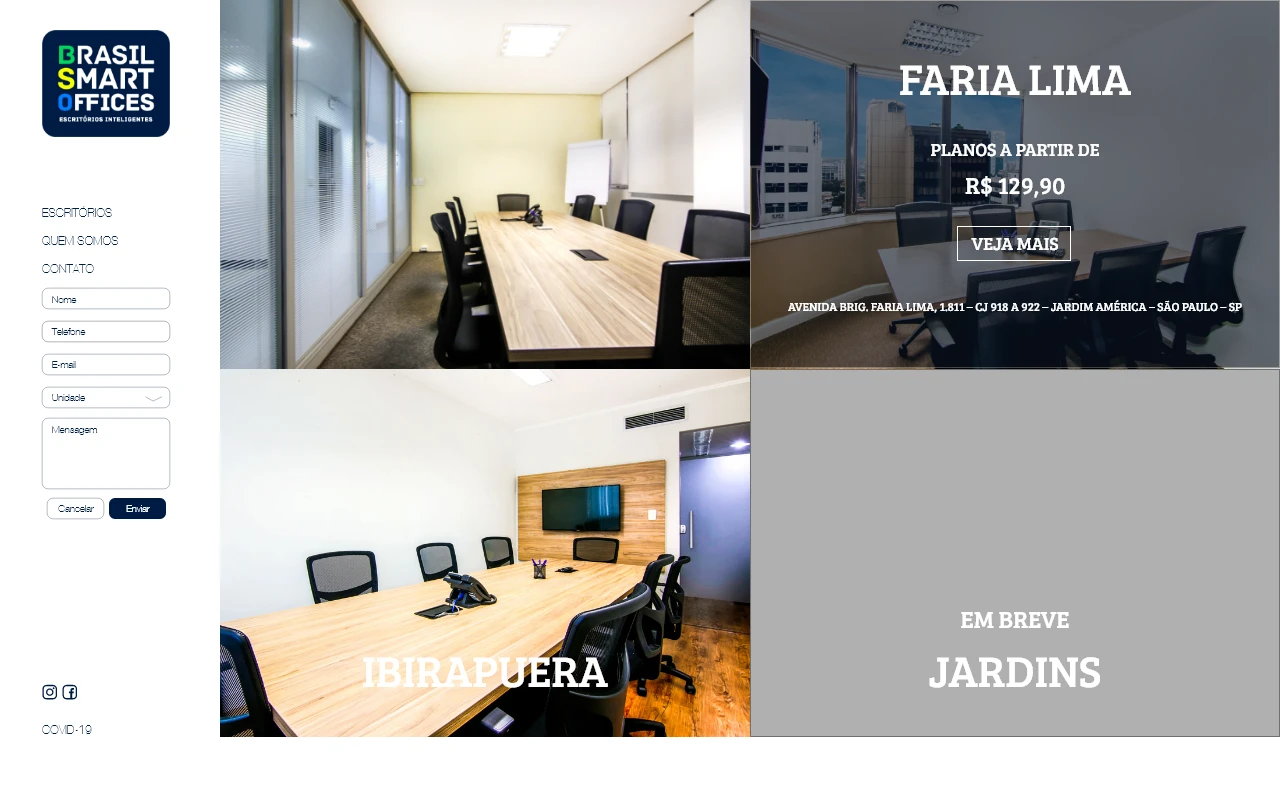 BRASIL
SMART
OFFICES
ESCRITÓRIOS INTELIGENTES
ESCRITÓRIOS
QUEM SOMOS
CONTATO
Nome
Telefone
E-mail
Unidade
Mensagem
Cancelar
Enviar
COVID-19
FARIA LIMA
PLANOS A PARTIR DE
R$ 129,90
VEJA MAIS
AVENIDA BRIG. FARIA LIMA, 1.811 – CJ 918 A 922 – JARDIM AMÉRICA – SÃO PAULO – SP
IBIRAPUERA
EM BREVE
JARDINS